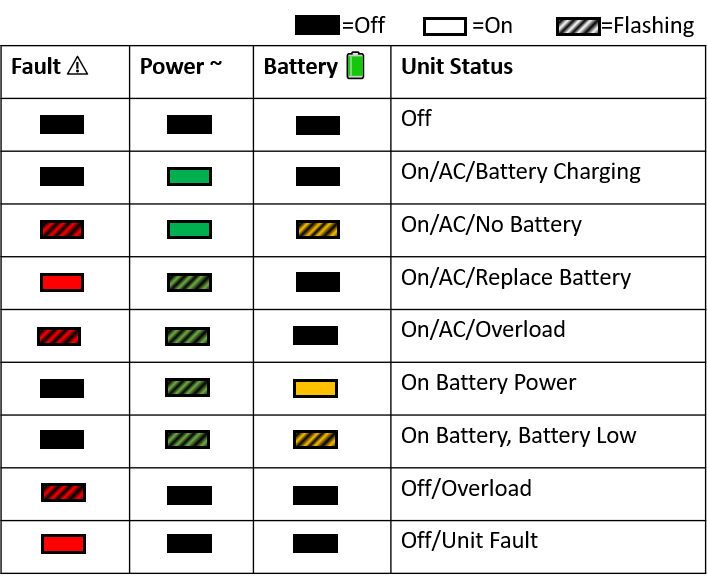 =Off =On =Flashing
Fault ⚠ Power ~ Battery Unit Status
Off
On/AC/Battery Charging
On/AC/No Battery
On/AC/Replace Battery
On/AC/Overload
On Battery Power
On Battery, Battery Low
Off/Overload
Off/Unit Fault